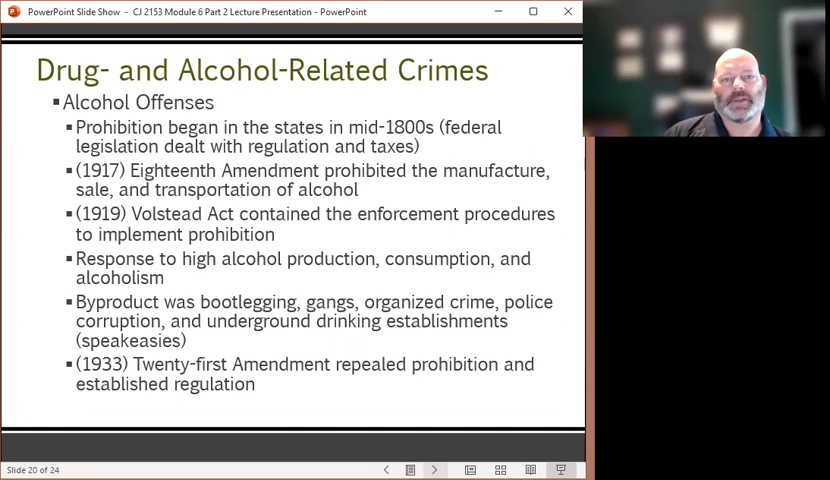 PowerPoint Slide Show - CJ 2153 Module 6 Part 2 Lecture Presentation - PowerPoint
Drug- and Alcohol-Related Crimes
Alcohol Offenses
Prohibition began in the states in mid-1800s (federal
legislation dealt with regulation and taxes)
(1917) Eighteenth Amendment prohibited the manufacture,
sale, and transportation of alcohol
(1919) Volstead Act contained the enforcement procedures
to implement prohibition
Response to high alcohol production, consumption, and
alcoholism
Byproduct was bootlegging, gangs, organized crime, police
corruption, and underground drinking establishments
(speakeasies)
(1933) Twenty-first Amendment repealed prohibition and
established regulation
Slide 20 of 24